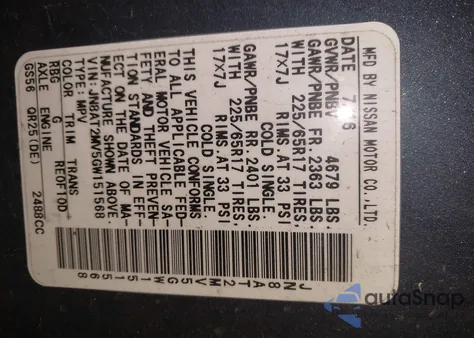 MFD BY NISSAN MOTOR CO.,LTD.
DATE 7/16
GVWR/PNBV 4679 LBS.
GAWR/PNBE FR. 2363 LBS.
WITH 225/65R17 TIRES,
17X7J RIMS, AT 33 PSI
COLD SINGLE.
GAWR/PNBE RR. 2401 LBS.
WITH 225/65R17 TIRES,
17X7J RIMS, AT 33 PSI
COLD SINGLE.
THIS VEHICLE CONFORMS
TO ALL APPLICABLE FED-
ERAL MOTOR VEHICLE SA-
FETY AND THEFT PREVEN-
TION STANDARDS IN EFF-
ECT ON THE DATE OF MA-
NUFACTURE SHOWN ABOVE.
VIN:JN8AT2MV5GW151568
TYPE: MPV
COLOR TRIM TRANS
RBG G RE0F10D
AXLE ENGINE
GS56 QR25(DE) 2488CC
JN8AT2MV5GW151568
autoSnap